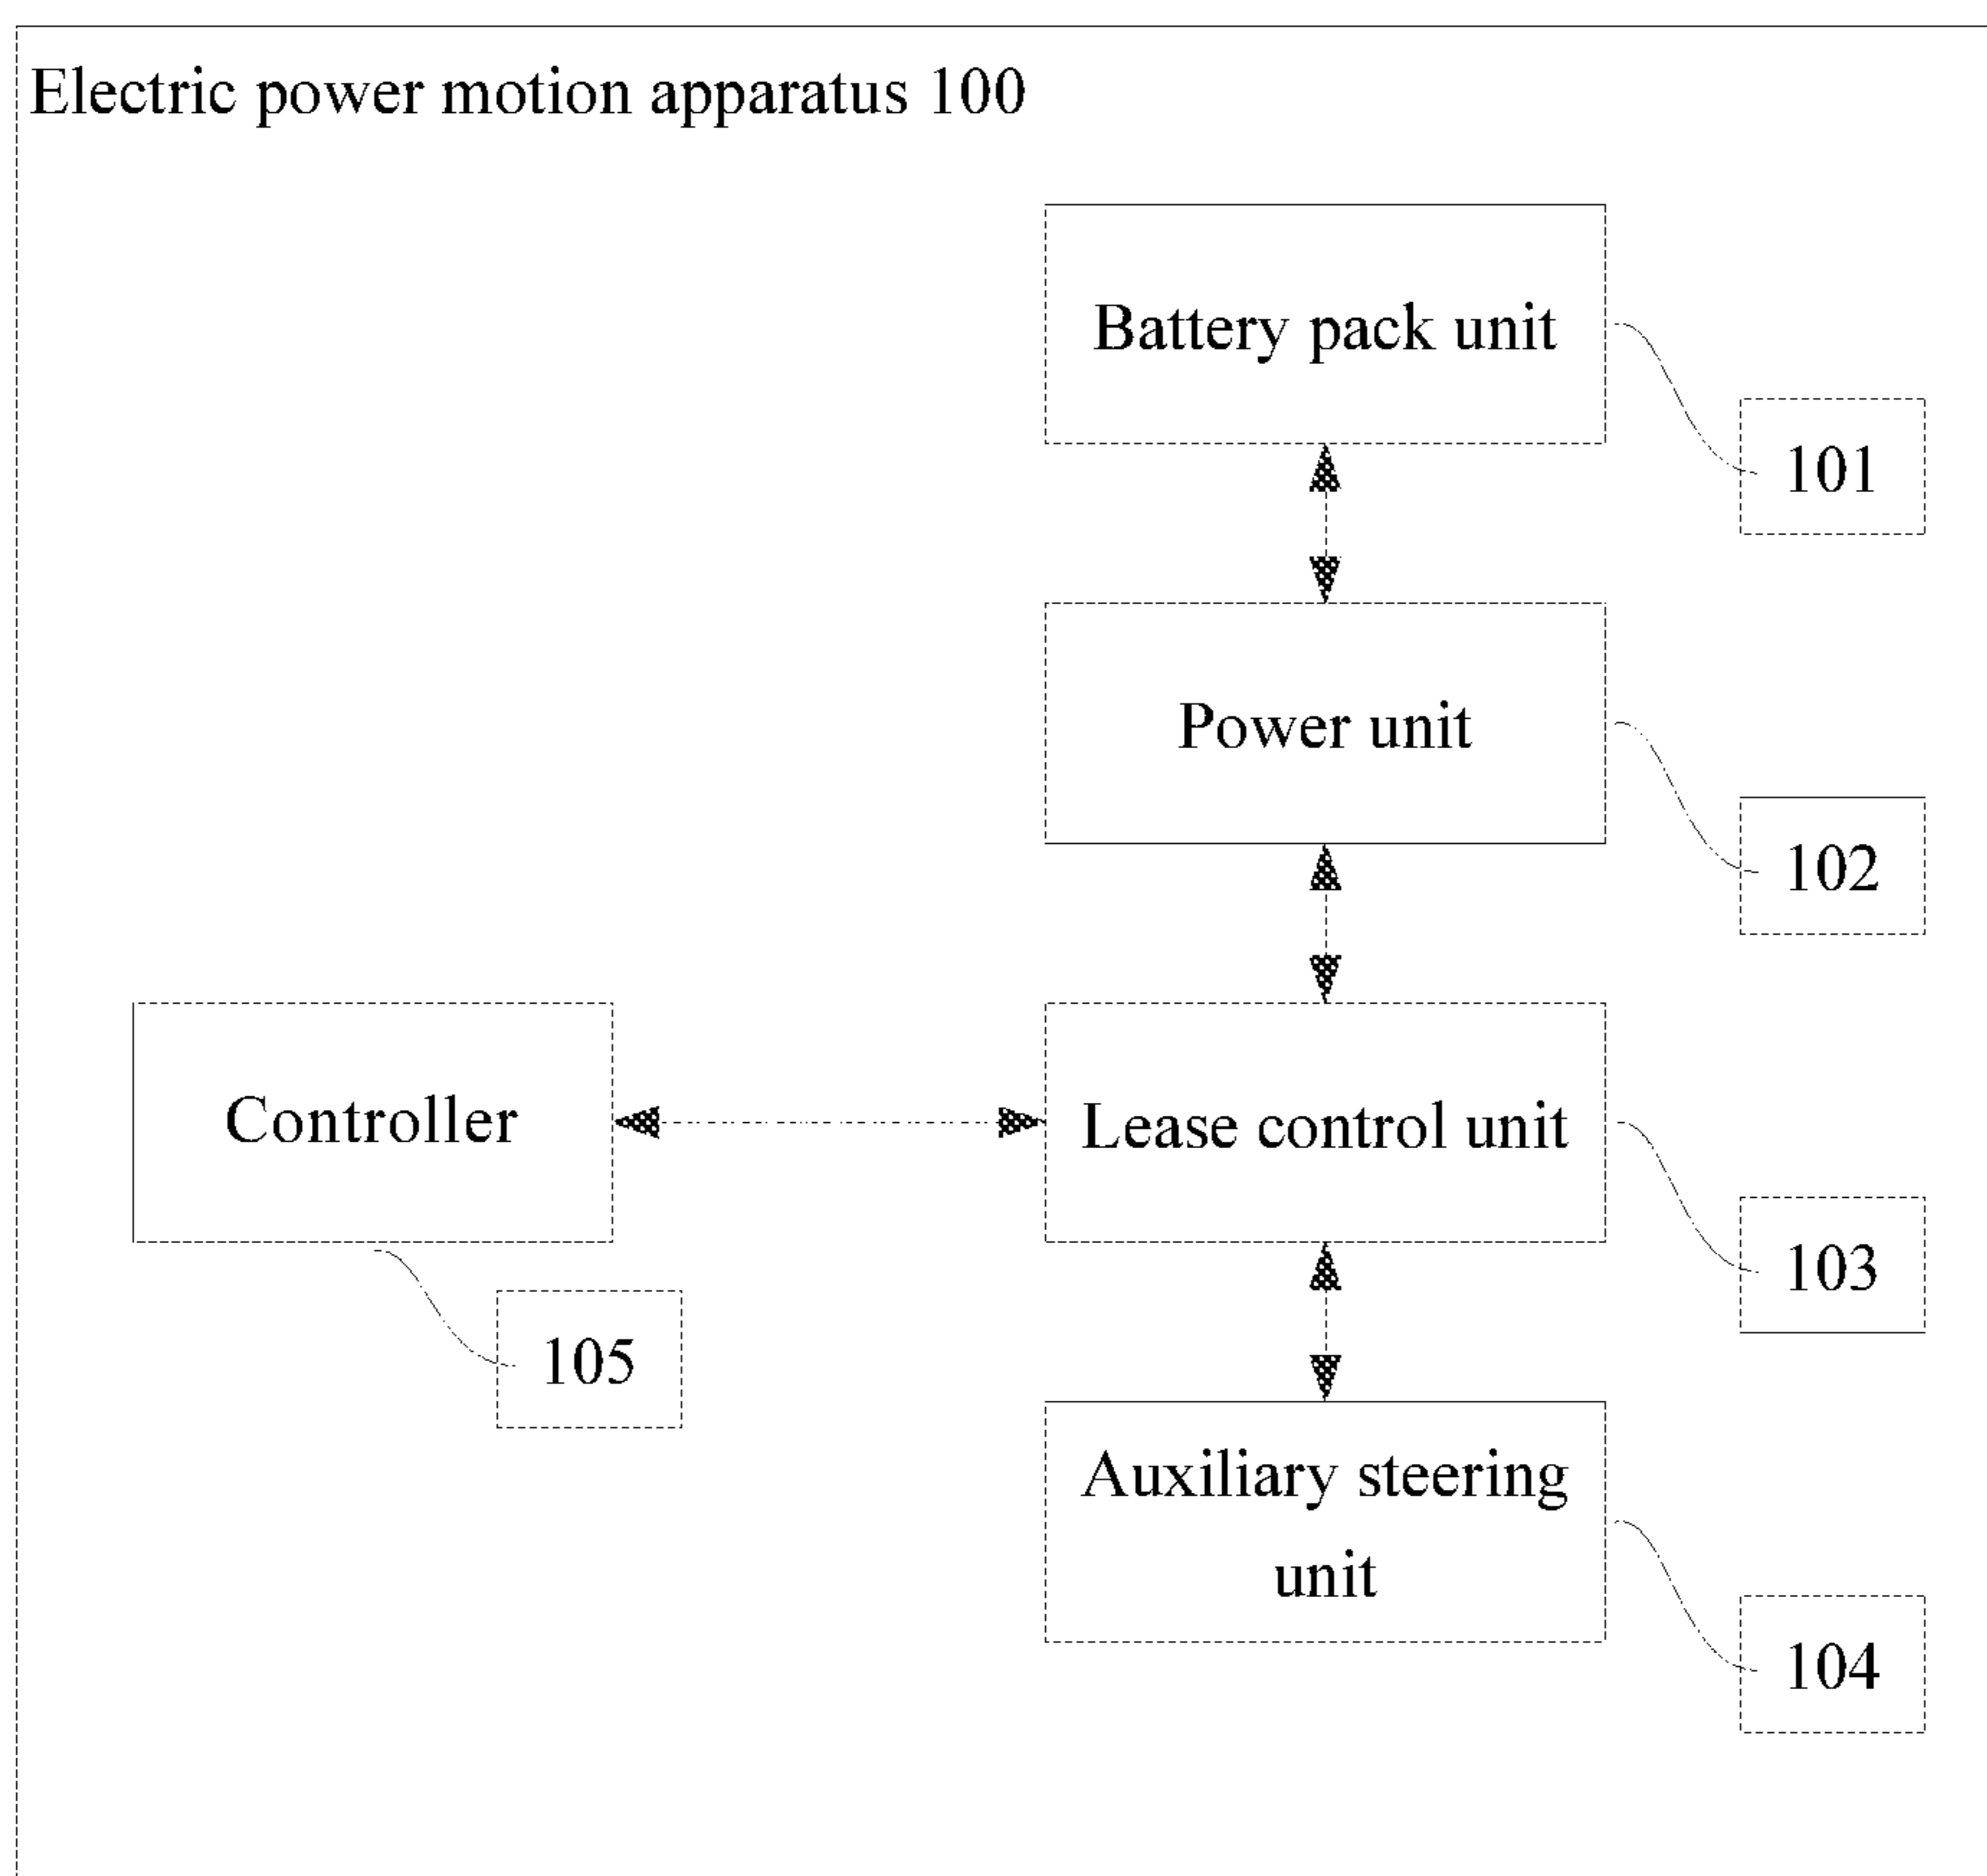 Electric power motion apparatus 100
Battery pack unit
101
Power unit
102
Controller
Lease control unit
103
105
Auxiliary steering
unit
104